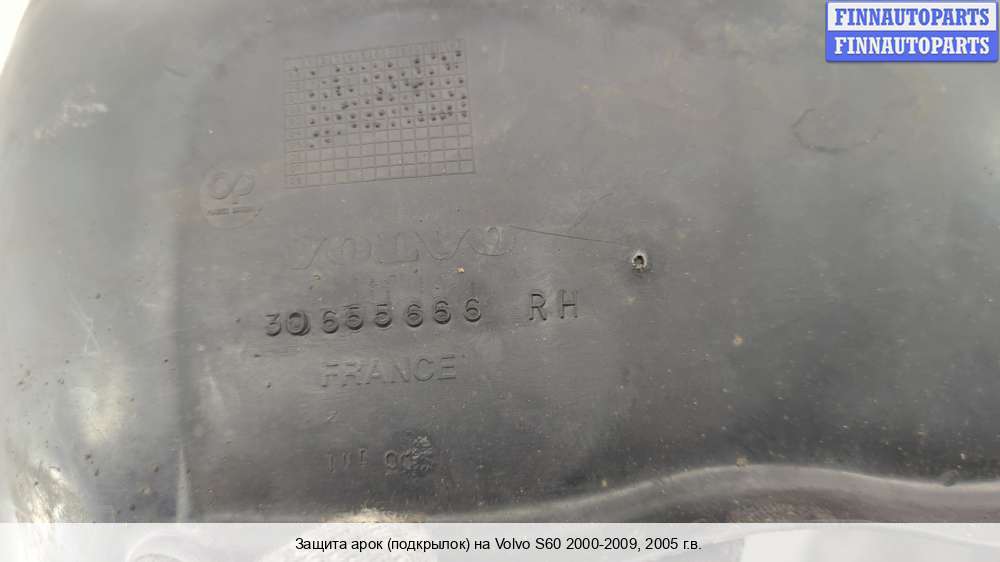 FINNAUTOPARTS
FINNAUTOPARTS
VOLVO
30655666 RH
FRANCE
Защита арок (подкрылок) на Volvo S60 2000-2009, 2005 г.в.